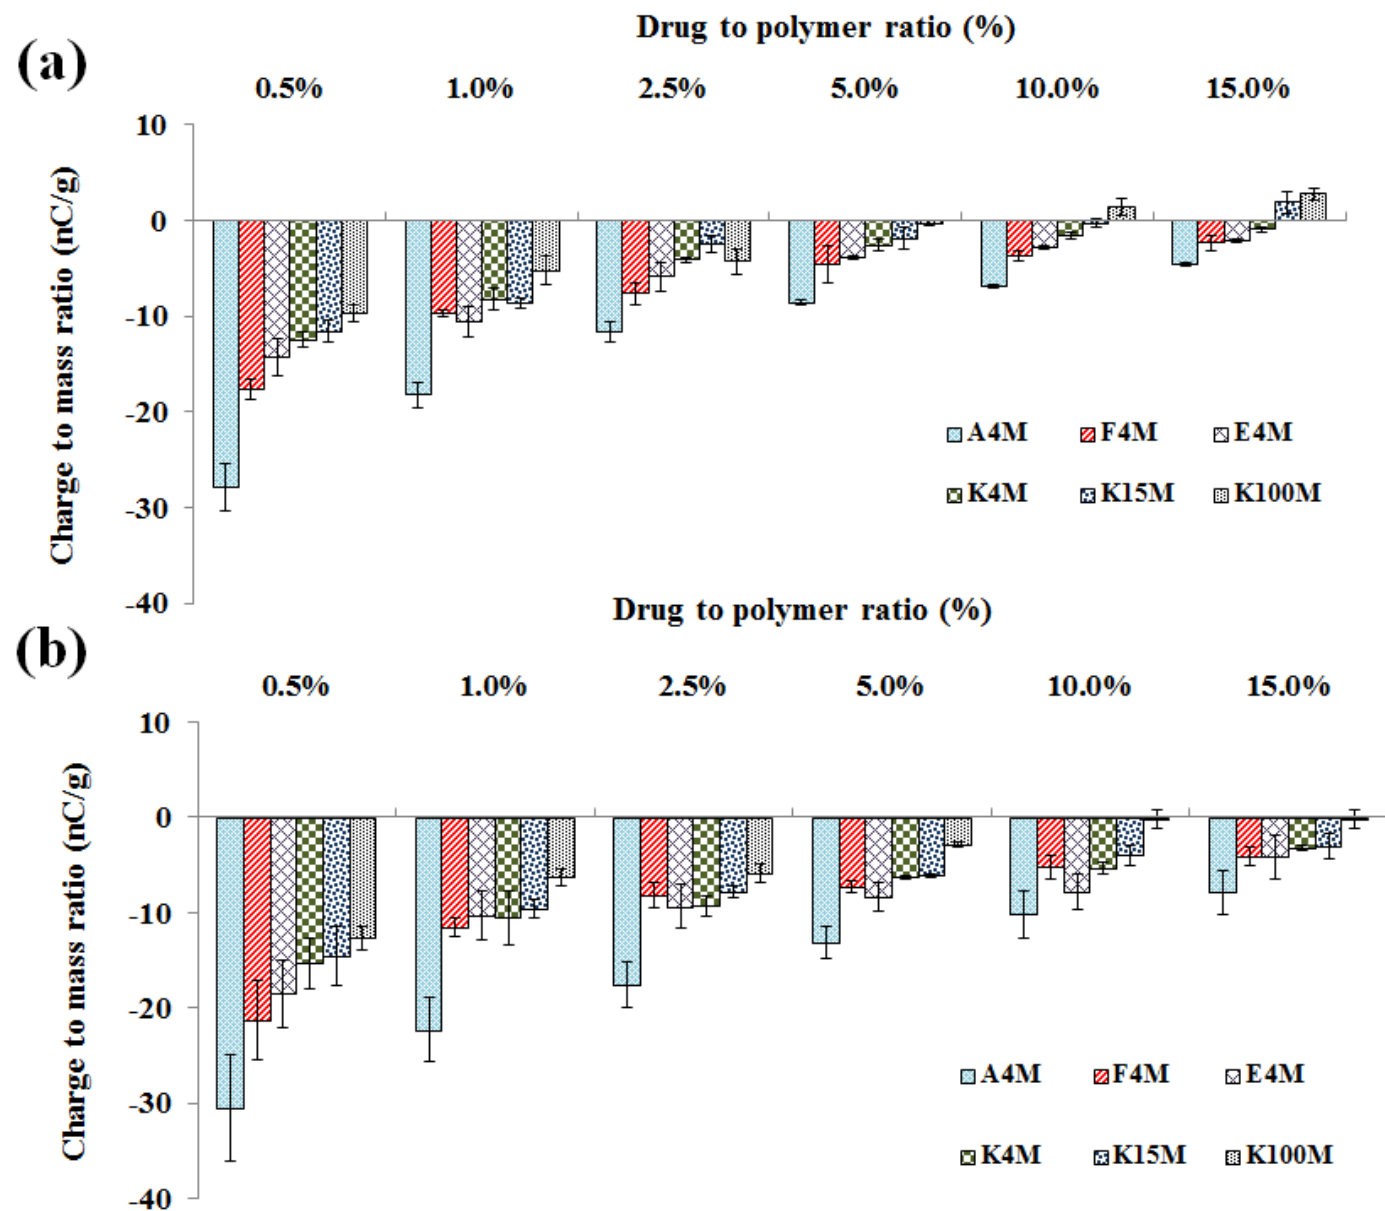 Drug to polymer ratio (%)
(a)
0.5% 1.0% 2.5% 5.0% 10.0% 15.0%
Charge to mass ratio (nC/g)
10
0
-10
-20
-30
-40
A4M F4M E4M
K4M K15M K100M
Drug to polymer ratio (%)
(b)
0.5% 1.0% 2.5% 5.0% 10.0% 15.0%
Charge to mass ratio (nC/g)
10
0
-10
-20
-30
-40
A4M F4M E4M
K4M K15M K100M